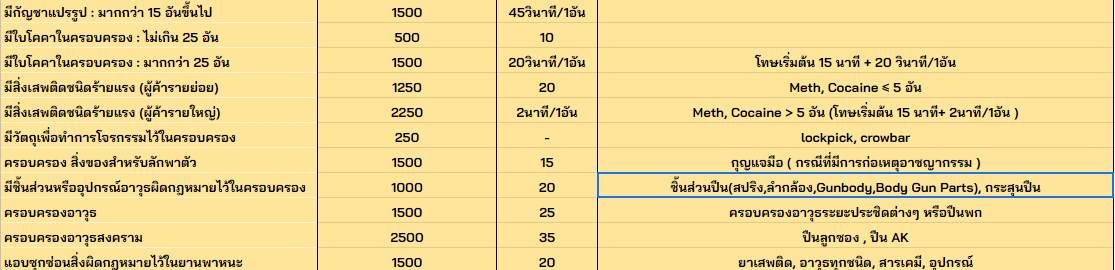 มีกัญชาแปรรูป : มากกว่า 15 อันขึ้นไป 1500 45วินาที/1อัน
มีใบโคคาในครอบครอง : ไม่เกิน 25 อัน 500 10
มีใบโคคาในครอบครอง : มากกว่า 25 อัน 1500 20วินาที/1อัน โทษเริ่มต้น 15 นาที + 20 วินาที/1อัน
มีสิ่งเสพติดชนิดร้ายแรง (ผู้ค้ารายย่อย) 1250 20 Meth, Cocaine ≤ 5 อัน
มีสิ่งเสพติดชนิดร้ายแรง (ผู้ค้ารายใหญ่) 2250 2นาที/1อัน Meth, Cocaine > 5 อัน (โทษเริ่มต้น 15 นาที+ 2นาที/1อัน )
มีวัตถุเพื่อทำการโจรกรรมไว้ในครอบครอง 250 - lockpick, crowbar
ครอบครอง สิ่งของสำหรับลักพาตัว 1500 15 กุญแจมือ ( กรณีที่มีการก่อเหตุอาชญากรรม )
มีชิ้นส่วนหรืออุปกรณ์อาวุธผิดกฎหมายไว้ในครอบครอง 1000 20 ชิ้นส่วนปืน(สปริง,ลำกล้อง,Gunbody,Body Gun Parts), กระสุนปืน
ครอบครองอาวุธ 1500 25 ครอบครองอาวุธระยะประชิดต่างๆ หรือปืนพก
ครอบครองอาวุธสงคราม 2500 35 ปืนลูกซอง , ปืน AK
แอบซุกซ่อนสิ่งผิดกฎหมายในยานพาหนะ 1500 20 ยาเสพติด, อาวุธทุกชนิด, สารเคมี, อุปกรณ์